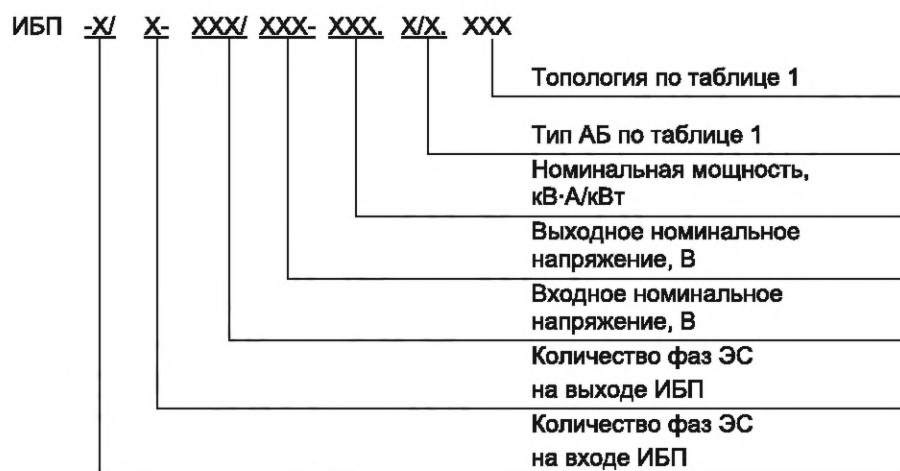 ИБП -X/ X- XXX/ XXX- XXX. X/X. XXX
Топология по таблице 1
Тип АБ по таблице 1
Номинальная мощность,
кВ·А/кВт
Выходное номинальное
напряжение, В
Входное номинальное
напряжение, В
Количество фаз ЭС
на выходе ИБП
Количество фаз ЭС
на входе ИБП